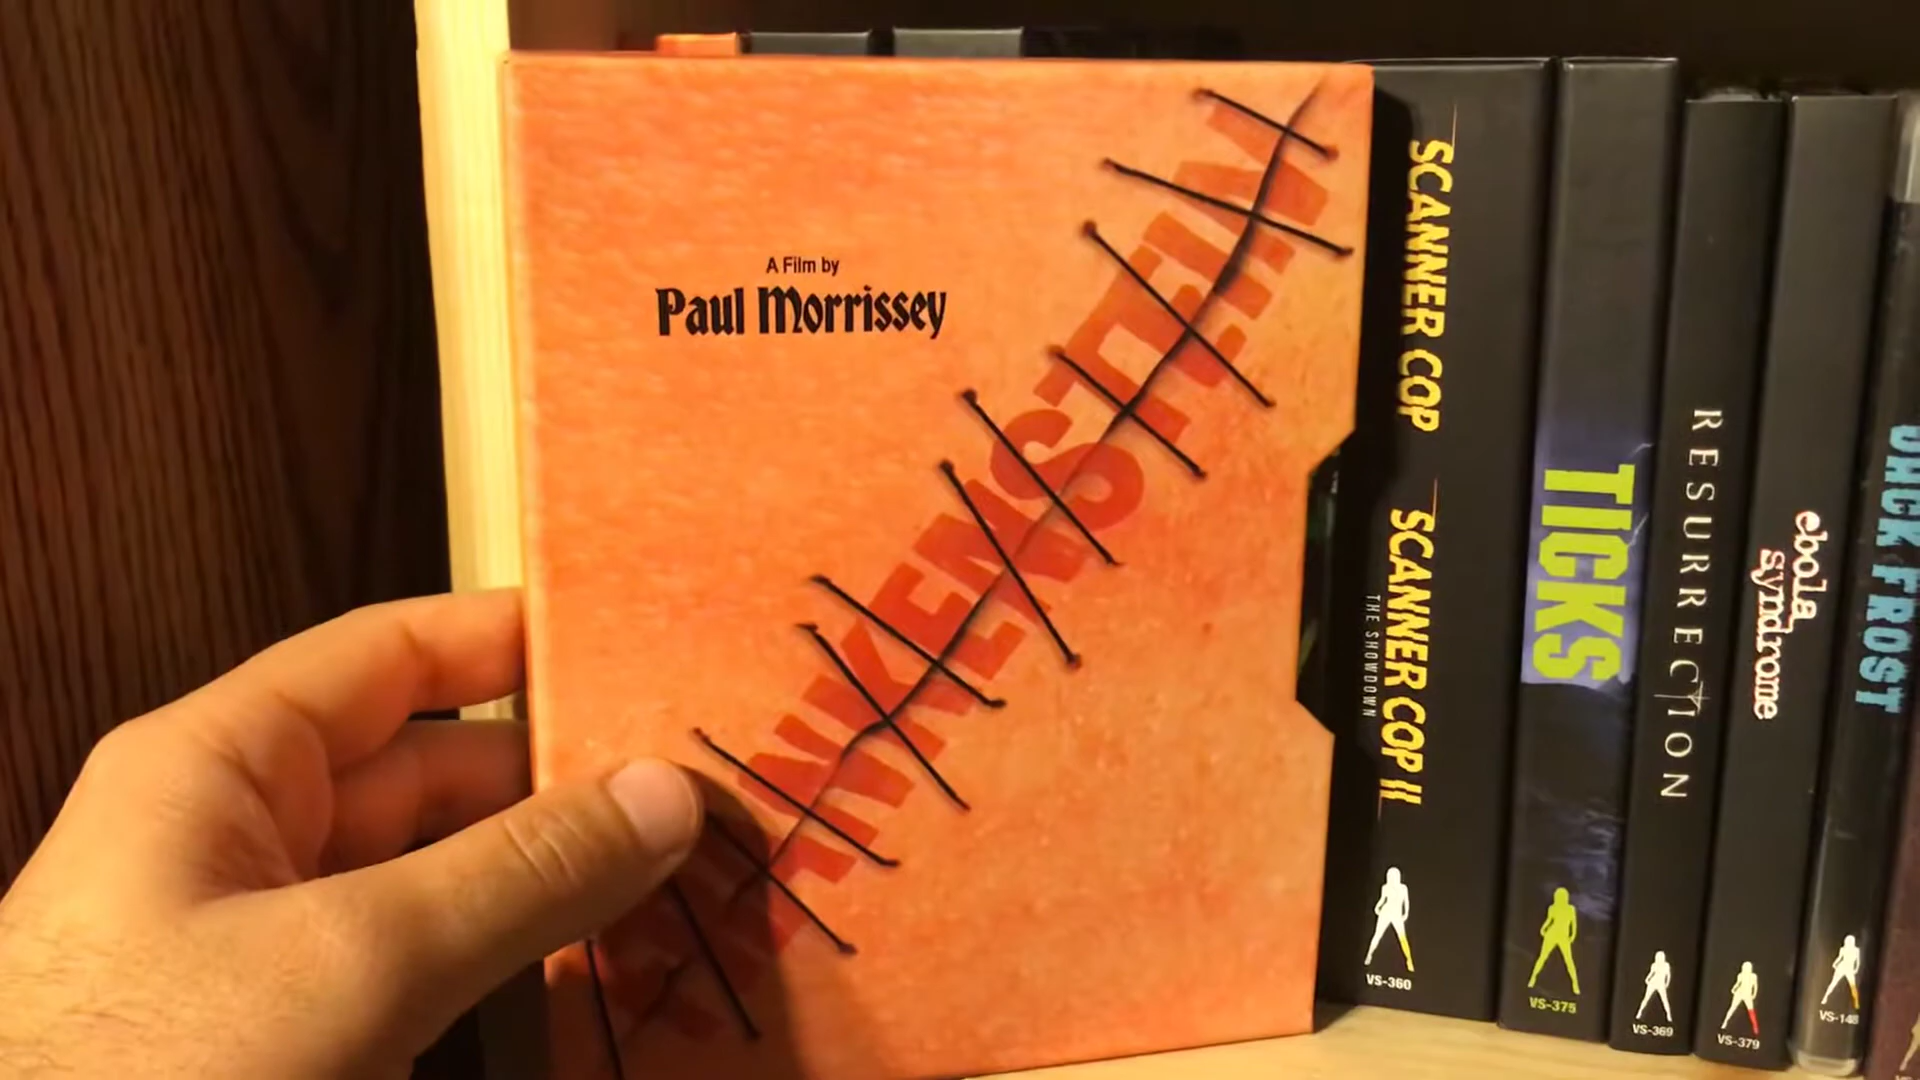 A Film by
Paul Morrissey
ANKENSTEIN
SCANNER COP
SCANNER COP II
THE SHOWDOWN
VS-360
TICKS
VS-375
RESURRECTION
VS-369
ebola
syndrome
VS-379
JACK FROST
VS-148